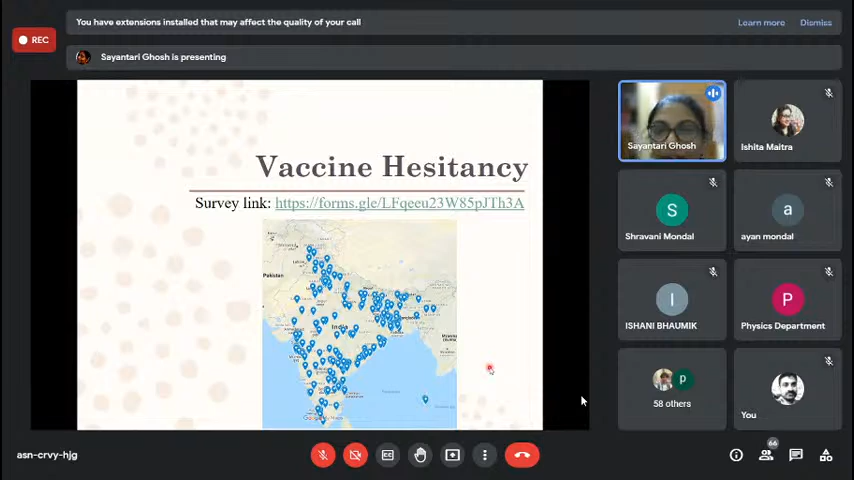 You have extensions installed that may affect the quality of your call
Learn more
Dismiss
REC
Sayantari Ghosh is presenting
Vaccine Hesitancy
Survey link: https://forms.gle/LFqeeu23W85pJTh3A
Pakistan
India
Sayantari Ghosh
Ishita Maitra
S
Shravani Mondal
a
ayan mondal
I
ISHANI BHAUMIK
P
Physics Department
P
58 others
You
asn-crvy-hjg
CC
66